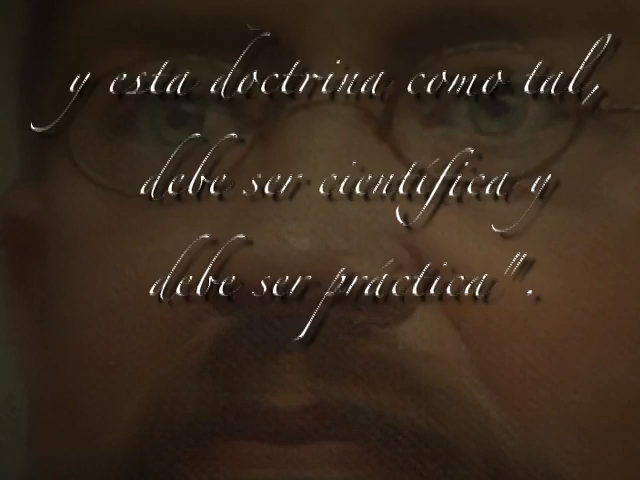 y esta doctrina como tal,
debe ser científica y
debe ser práctica".